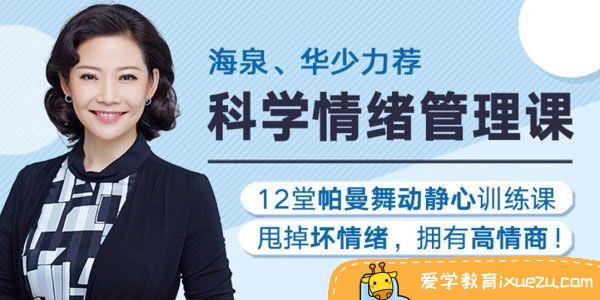 海泉、华少力荐
科学情绪管理课
12堂帕曼舞动静心训练课
甩掉坏情绪，拥有高情商！
爱学教育ixuezu.com